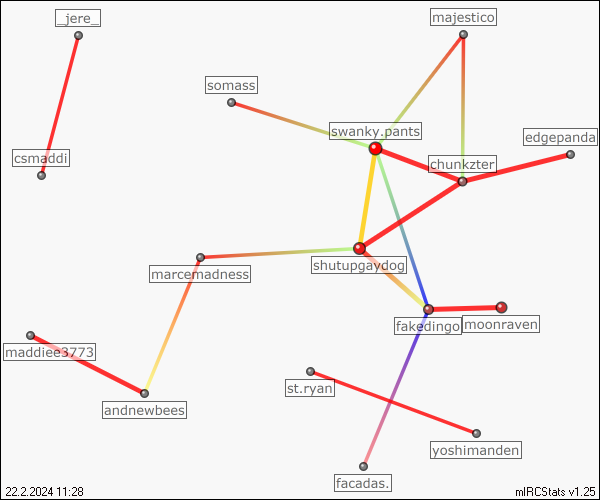 _jere_
majestico
somass
swanky.pants
edgepanda
csmaddi
chunkzter
shutupgaydog
marcemadness
fakedingo
moonraven
maddiee3773
st.ryan
andnewbees
yoshimanden
facadas.
22.2.2024 11:28
mIRCStats v1.25